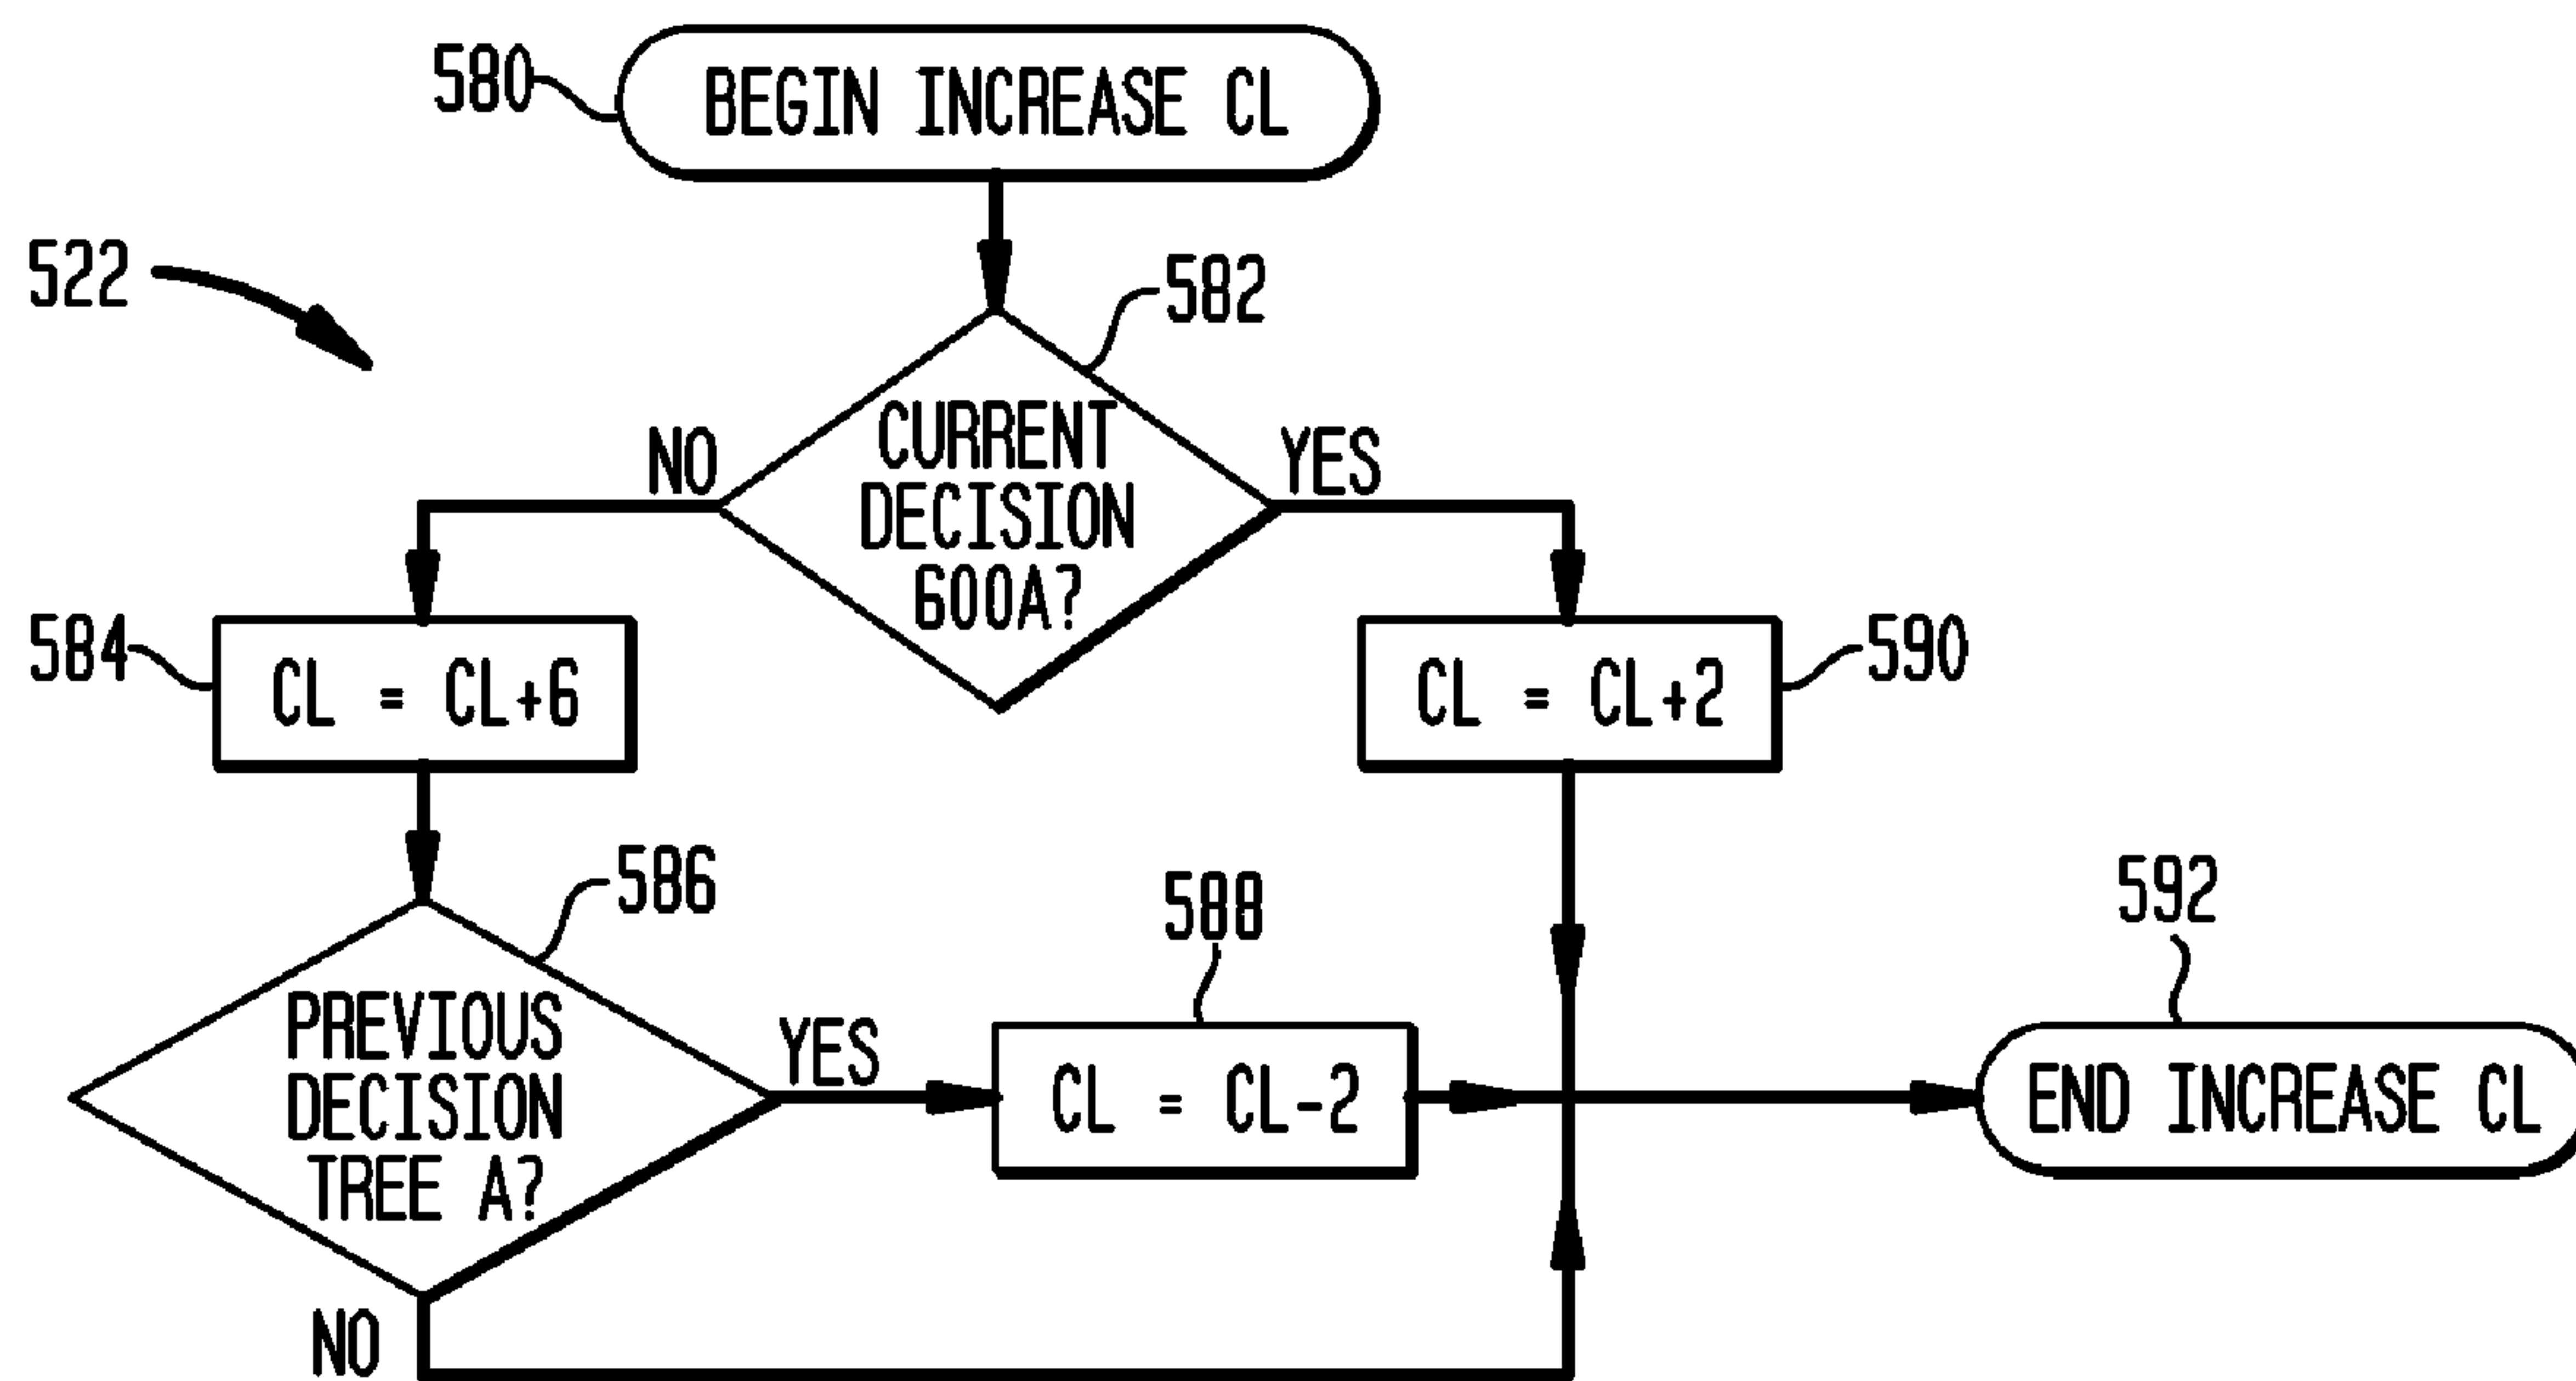 580
BEGIN INCREASE CL
522
582
NO
CURRENT
DECISION
600A?
YES
584
CL = CL+6
CL = CL+2
590
586
588
592
PREVIOUS
DECISION
TREE A?
YES
CL = CL-2
END INCREASE CL
NO